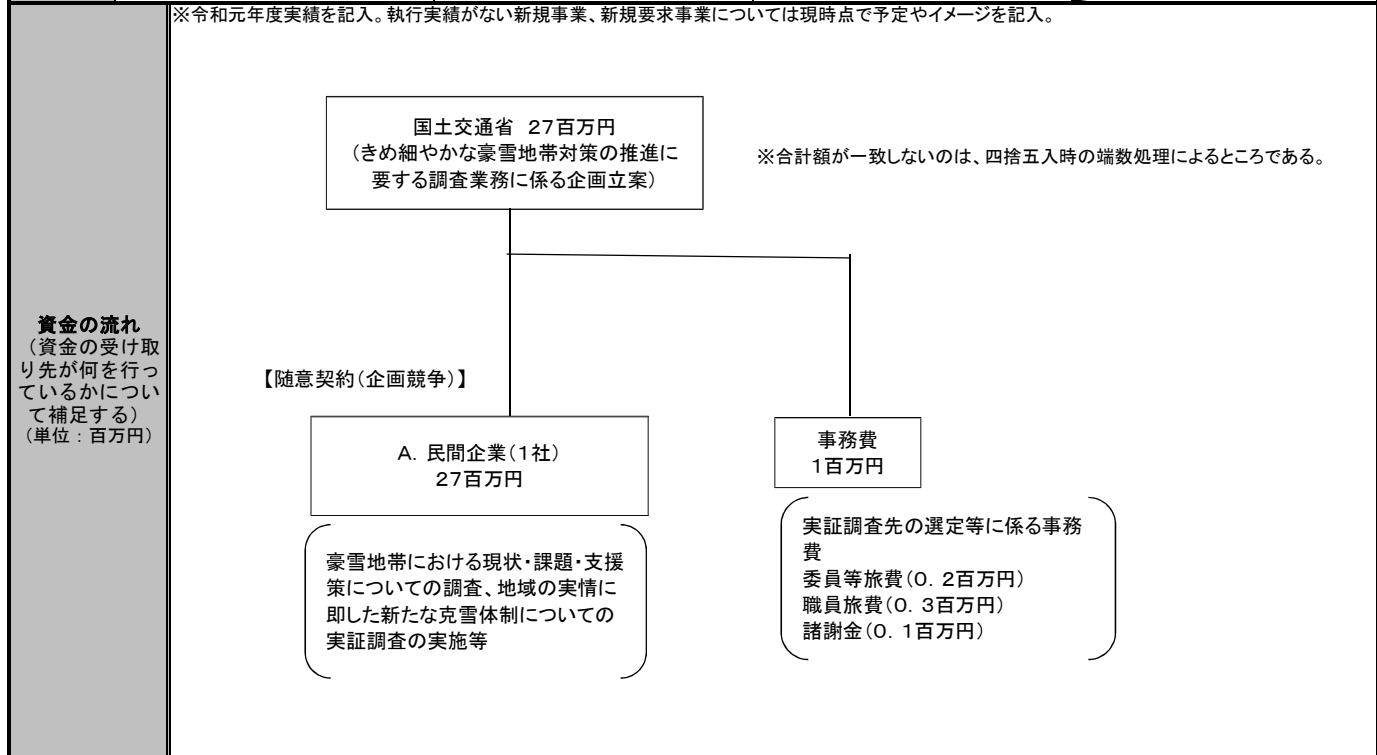 ※令和元年度実績を記入。執行実績がない新規事業、新規要求事業については現時点で予定やイメージを記入。
国土交通省　27百万円
(きめ細やかな豪雪地帯対策の推進に
要する調査業務に係る企画立案)
※合計額が一致しないのは、四捨五入時の端数処理によるところである。
資金の流れ
(資金の受け取
り先が何を行っ
ているかについ
て補足する)
(単位：百万円)
【随意契約(企画競争)】
A. 民間企業(1社)
27百万円
事務費
1百万円
豪雪地帯における現状・課題・支援
策についての調査、地域の実情に
即した新たな克雪体制についての
実証調査の実施等
実証調査先の選定等に係る事務
費
委員等旅費(0. 2百万円)
職員旅費(0. 3百万円)
諸謝金(0. 1百万円)